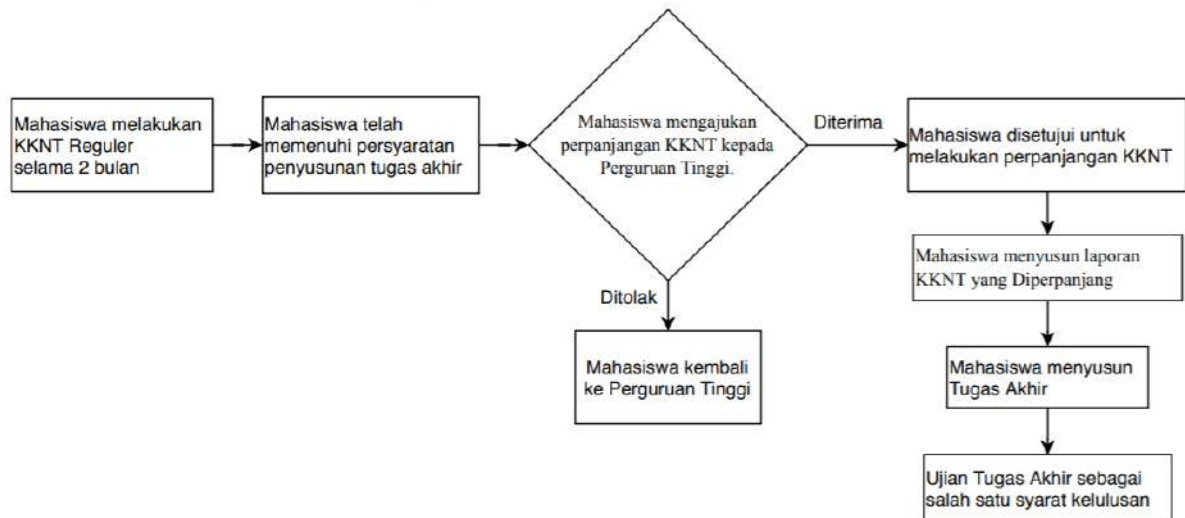 Mahasiswa melakukan
KKNT Reguler
selama 2 bulan
Mahasiswa telah
memenuhi persyaratan
penyusunan tugas akhir
Mahasiswa mengajukan
perpanjangan KKNT kepada
Perguruan Tinggi.
Diterima
Mahasiswa disetujui untuk
melakukan perpanjangan KKNT
Mahasiswa menyusun laporan
KKNT yang Diperpanjang
Ditolak
Mahasiswa kembali
ke Perguruan Tinggi
Mahasiswa menyusun
Tugas Akhir
Ujian Tugas Akhir sebagai
salah satu syarat kelulusan